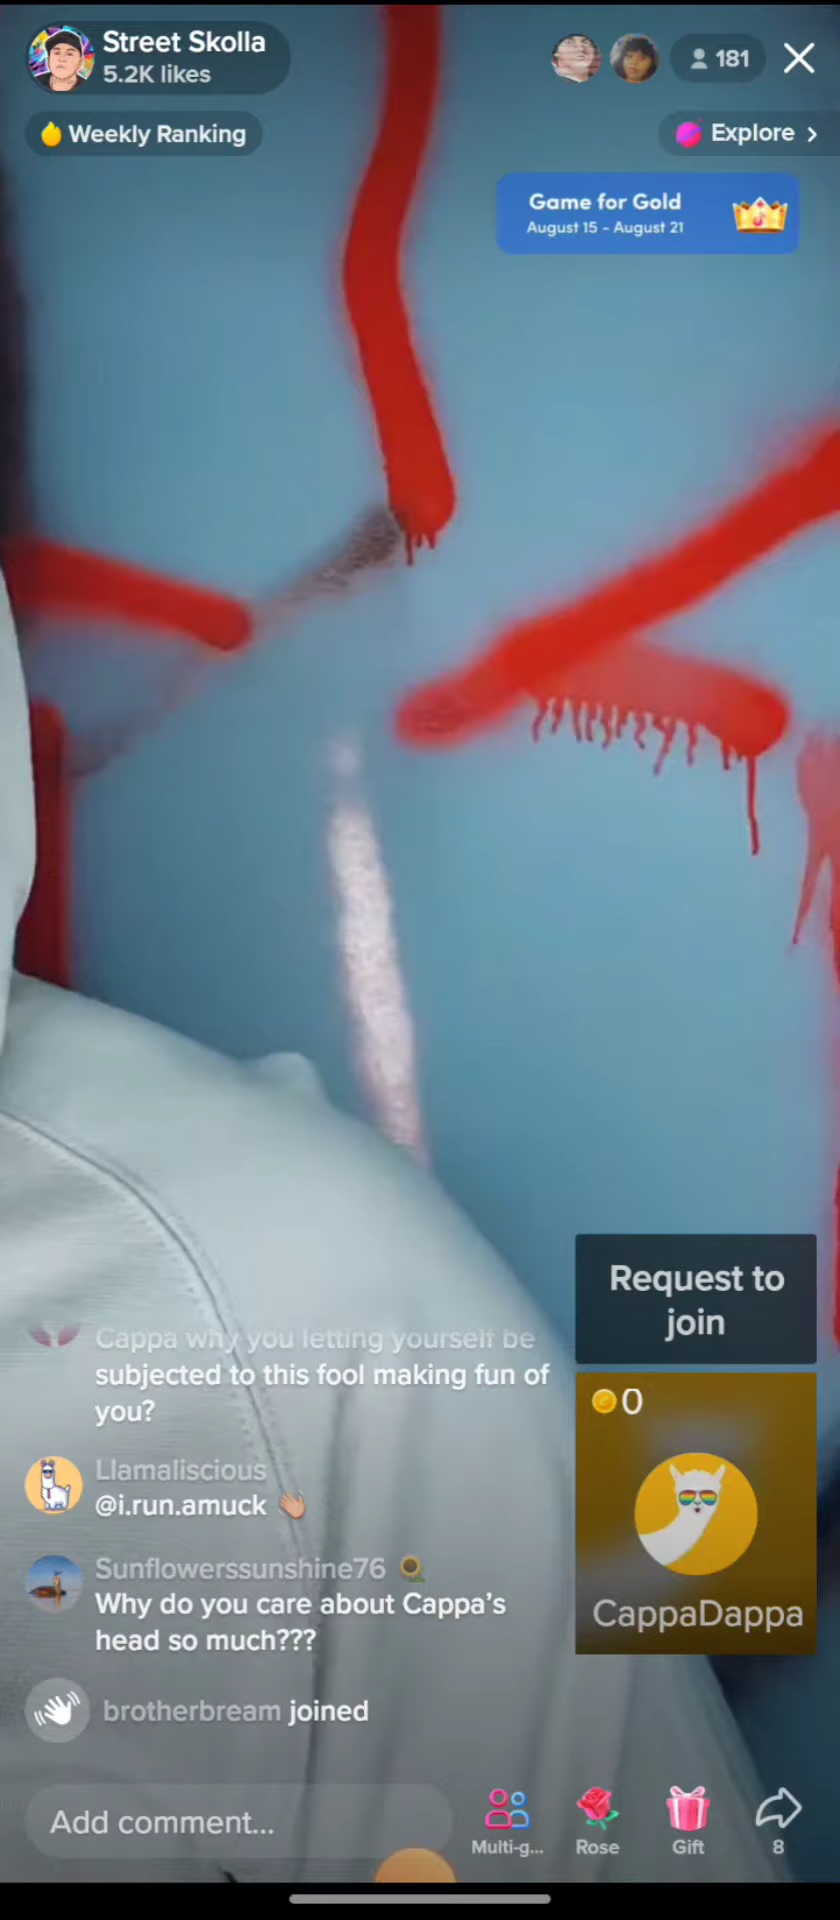 Street Skolla
5.2K likes
181
Weekly Ranking
Explore
Game for Gold
August 15 - August 21
Request to
join
Cappa why you letting yourself be
subjected to this fool making fun of
you?
0
Llamaliscious
@i.run.amuck 👋🏼
Sunflowerssunshine76 🌻
Why do you care about Cappa's
head so much???
CappaDappa
brotherbream joined
Add comment...
Multi-g...
Rose
Gift
8